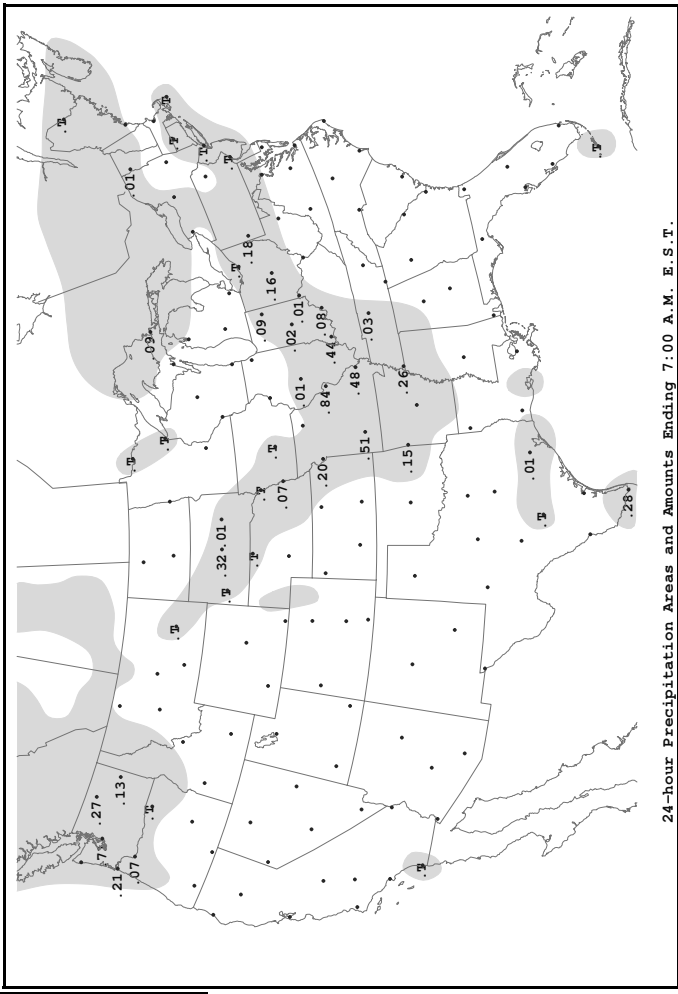 T
.27
7
.21
.13
T
.01
.07
T
.09
T
T
T
T
T
.32 .01
T
T
T
.18
T
T
.09
.16
T
.07
.02
.01
.01
.08
.20
.84
.44
.48
.51
.03
.26
.15
T
.01
T
T
.28
24-hour Precipitation Areas and Amounts Ending 7:00 A.M. E.S.T.